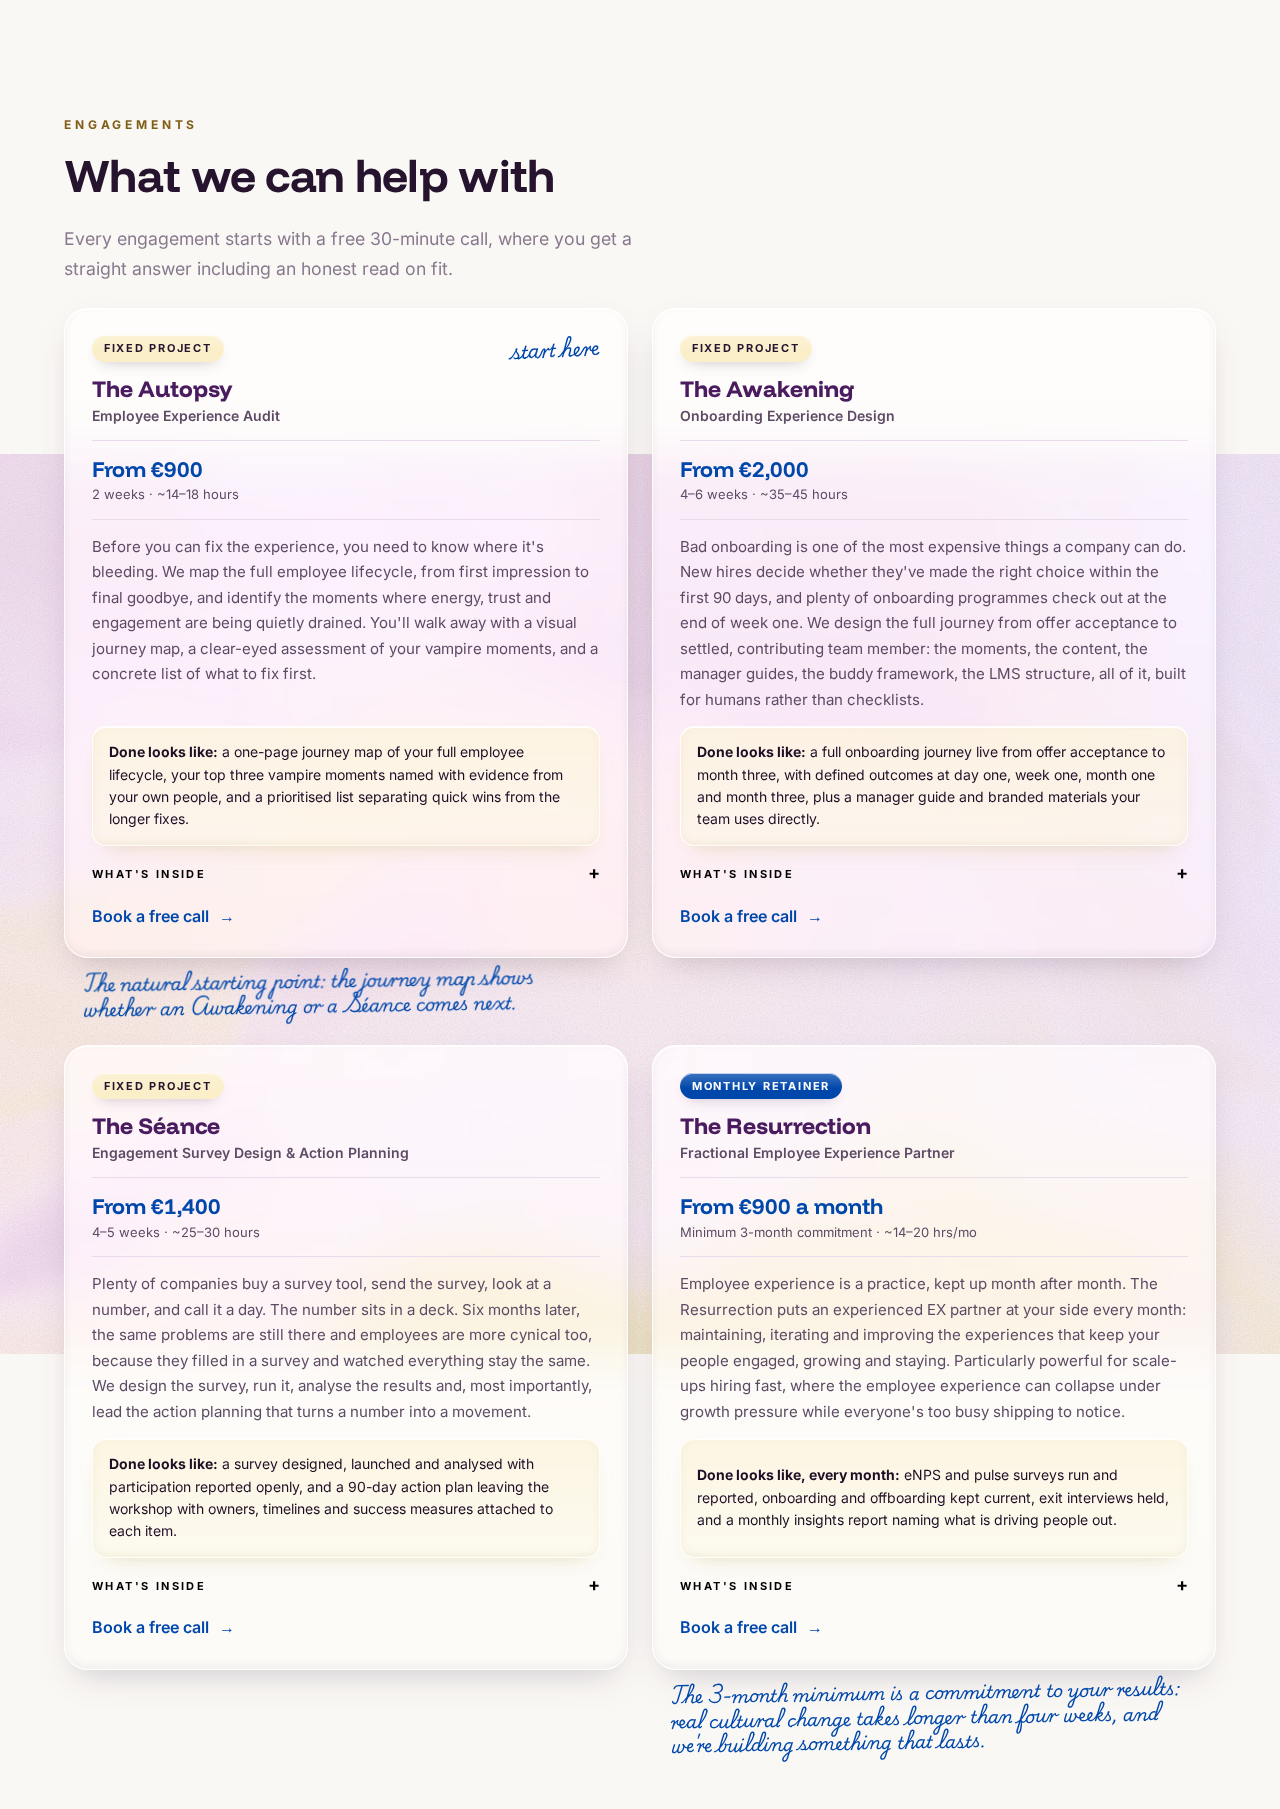 ENGAGEMENTS
What we can help with
Every engagement starts with a free 30-minute call, where you get a
straight answer including an honest read on fit.
FIXED PROJECT
start here
The Autopsy
Employee Experience Audit
From €900
2 weeks · ~14–18 hours
Before you can fix the experience, you need to know where it's
bleeding. We map the full employee lifecycle, from first impression to
final goodbye, and identify the moments where energy, trust and
engagement are being quietly drained. You'll walk away with a visual
journey map, a clear-eyed assessment of your vampire moments, and a
concrete list of what to fix first.
Done looks like: a one-page journey map of your full employee
lifecycle, your top three vampire moments named with evidence from
your own people, and a prioritised list separating quick wins from the
longer fixes.
WHAT'S INSIDE +
Book a free call →
The natural starting point: the journey map shows
whether an Awakening or a Séance comes next.
FIXED PROJECT
The Awakening
Onboarding Experience Design
From €2,000
4–6 weeks · ~35–45 hours
Bad onboarding is one of the most expensive things a company can do.
New hires decide whether they've made the right choice within the
first 90 days, and plenty of onboarding programmes check out at the
end of week one. We design the full journey from offer acceptance to
settled, contributing team member: the moments, the content, the
manager guides, the buddy framework, the LMS structure, all of it, built
for humans rather than checklists.
Done looks like: a full onboarding journey live from offer acceptance to
month three, with defined outcomes at day one, week one, month one
and month three, plus a manager guide and branded materials your
team uses directly.
WHAT'S INSIDE +
Book a free call →
FIXED PROJECT
The Séance
Engagement Survey Design & Action Planning
From €1,400
4–5 weeks · ~25–30 hours
Plenty of companies buy a survey tool, send the survey, look at a
number, and call it a day. The number sits in a deck. Six months later,
the same problems are still there and employees are more cynical too,
because they filled in a survey and watched everything stay the same.
We design the survey, run it, analyse the results and, most importantly,
lead the action planning that turns a number into a movement.
Done looks like: a survey designed, launched and analysed with
participation reported openly, and a 90-day action plan leaving the
workshop with owners, timelines and success measures attached to
each item.
WHAT'S INSIDE +
Book a free call →
MONTHLY RETAINER
The Resurrection
Fractional Employee Experience Partner
From €900 a month
Minimum 3-month commitment · ~14–20 hrs/mo
Employee experience is a practice, kept up month after month. The
Resurrection puts an experienced EX partner at your side every month:
maintaining, iterating and improving the experiences that keep your
people engaged, growing and staying. Particularly powerful for scale-
ups hiring fast, where the employee experience can collapse under
growth pressure while everyone's too busy shipping to notice.
Done looks like, every month: eNPS and pulse surveys run and
reported, onboarding and offboarding kept current, exit interviews held,
and a monthly insights report naming what is driving people out.
WHAT'S INSIDE +
Book a free call →
The 3-month minimum is a commitment to your results:
real cultural change takes longer than four weeks, and
we're building something that lasts.